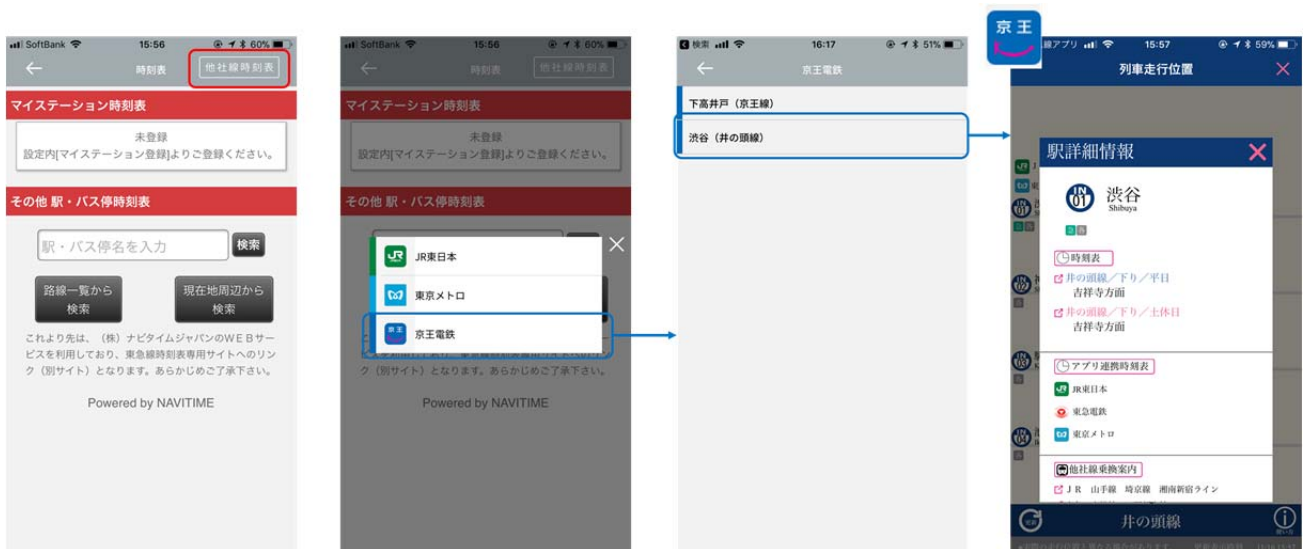 SoftBank 15:56 60%
時刻表 他社線時刻表
マイステーション時刻表
未登録
設定内[マイステーション登録]よりご登録ください。
その他 駅・バス停時刻表
駅・バス停名を入力 検索
路線一覧から
検索
現在地周辺から
検索
これより先は、（株）ナビタイムジャパンのWEBサー
ビスを利用しており、東急線時刻表専用サイトへのリン
ク（別サイト）となります。あらかじめご了承下さい。
Powered by NAVITIME
SoftBank 15:56 60%
時刻表 他社線時刻表
マイステーション時刻表
未登録
設定内[マイステーション登録]よりご登録ください。
その他 駅・バス停時刻表
JR東日本
東京メトロ
京王 京王電鉄
ク（別サイト）となります。あらかじめご了承下さい。
Powered by NAVITIME
検索 16:17 51%
京王電鉄
下高井戸（京王線）
渋谷（井の頭線）
京王
線アプリ 15:57 59%
列車走行位置
駅詳細情報
IN
01
渋谷
Shibuya
急 各
時刻表
井の頭線／下り／平日
吉祥寺方面
井の頭線／下り／土休日
吉祥寺方面
アプリ連携時刻表
JR JR東日本
東急電鉄
東京メトロ
他社線乗換案内
JR 山手線 埼京線 湘南新宿ライン
井の頭線